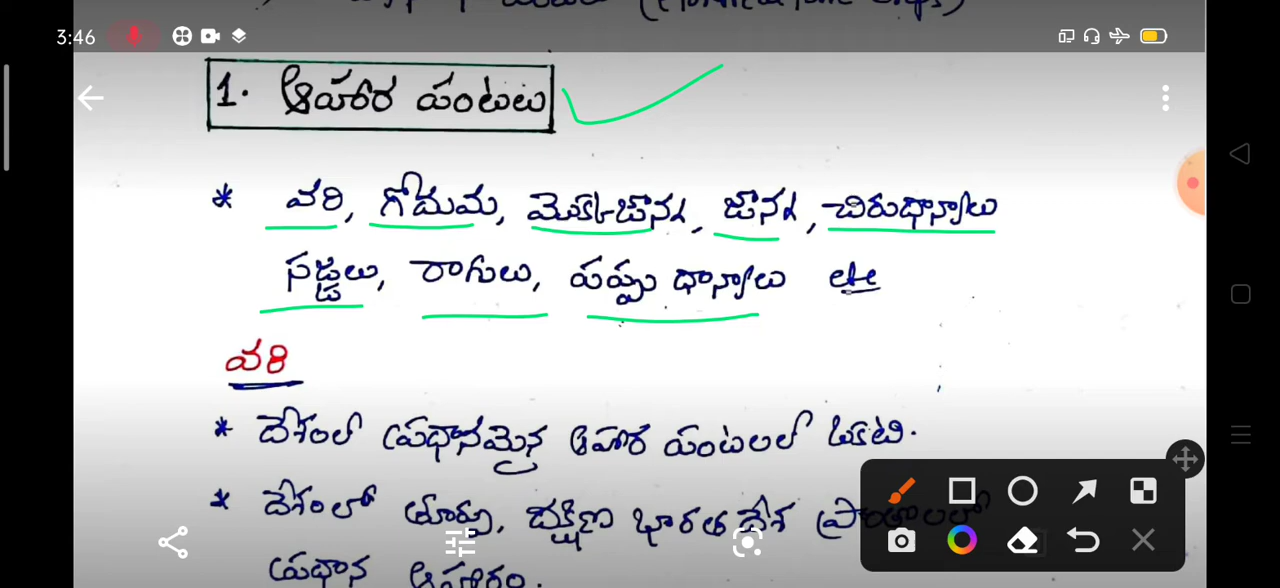 3:46
1. ఆహార పంటలు
* వరి, గోదుమ, మొక్కజొన్న, జొన్న, చిరుధాన్యాలు
సజ్జలు, రాగులు, పప్పు ధాన్యాలు etc
వరి
* దేశంలో ప్రధానమైన ఆహార పంటలలో ఒకటి.
* దేశంలో తూర్పు, దక్షిణ భారత దేశ ప్రాంతాలలో
ప్రధాన ఆహారం.